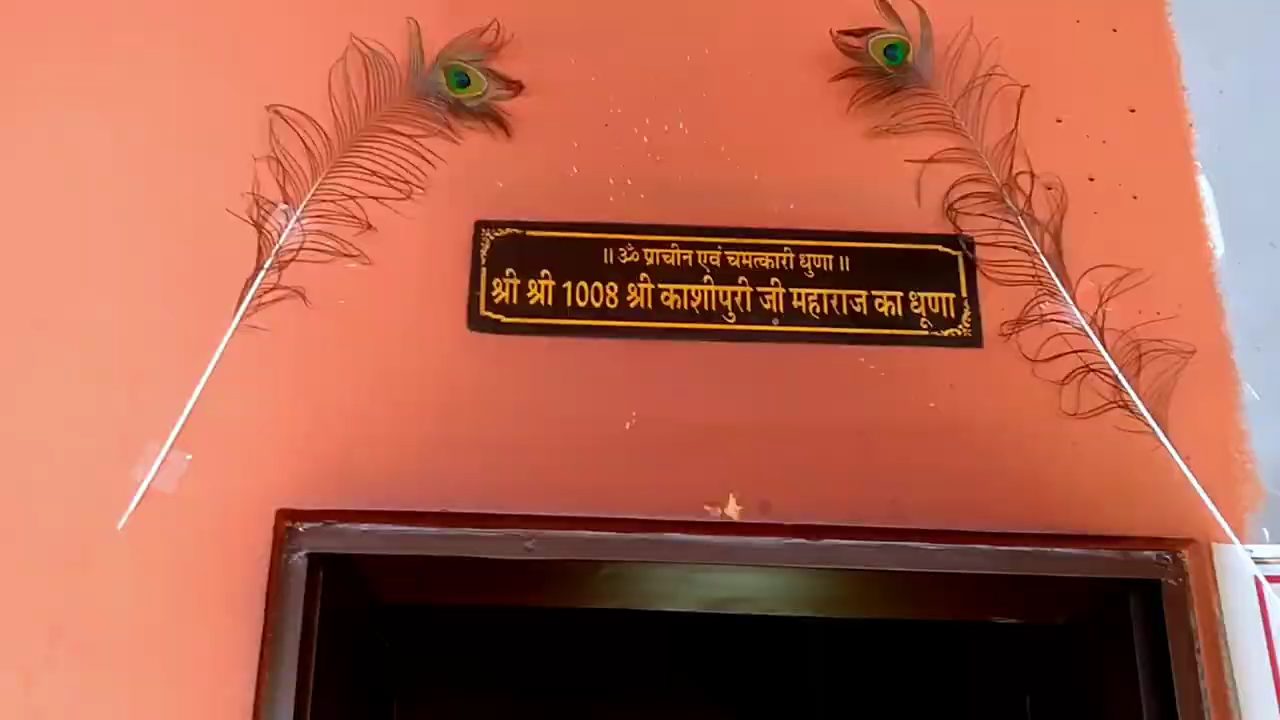 ॥ ॐ प्राचीन एवं चमत्कारी धुणा ॥
श्री श्री 1008 श्री काशीपुरी जी महाराज का धूणा